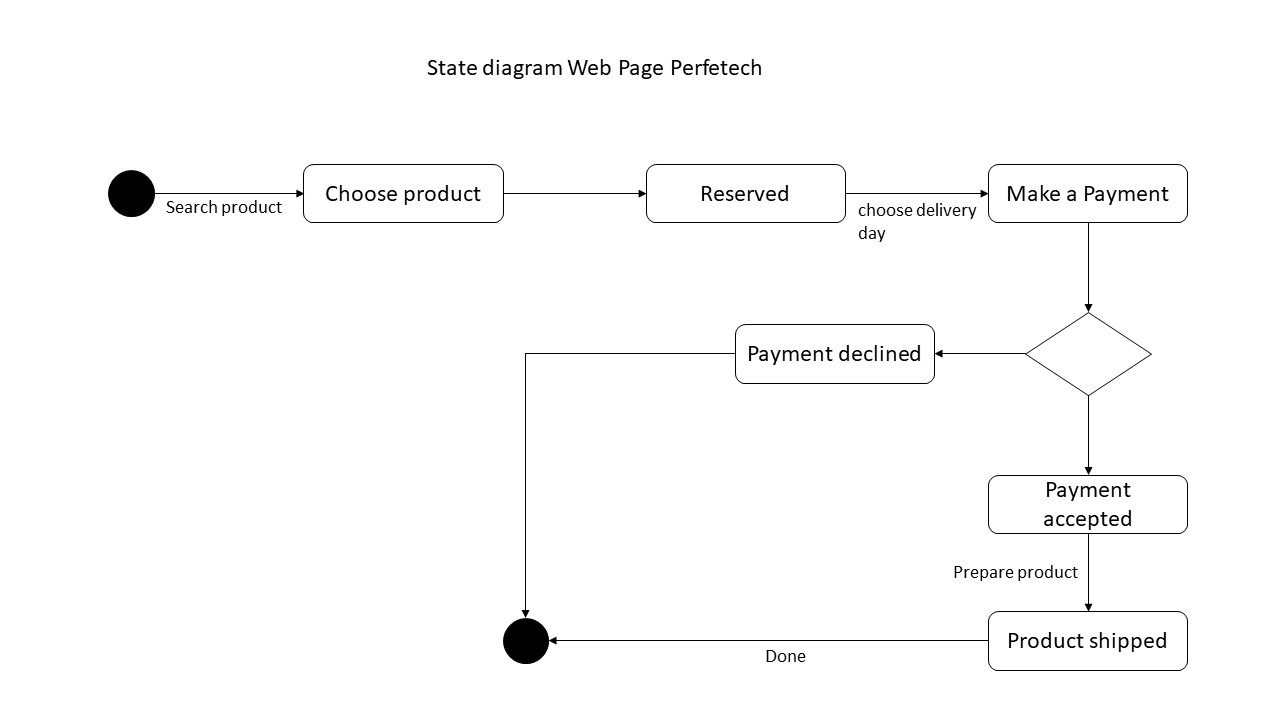 State diagram Web Page Perfetech
Choose product
Reserved
Make a Payment
Search product
choose delivery
day
Payment declined
Payment
accepted
Prepare product
Product shipped
Done